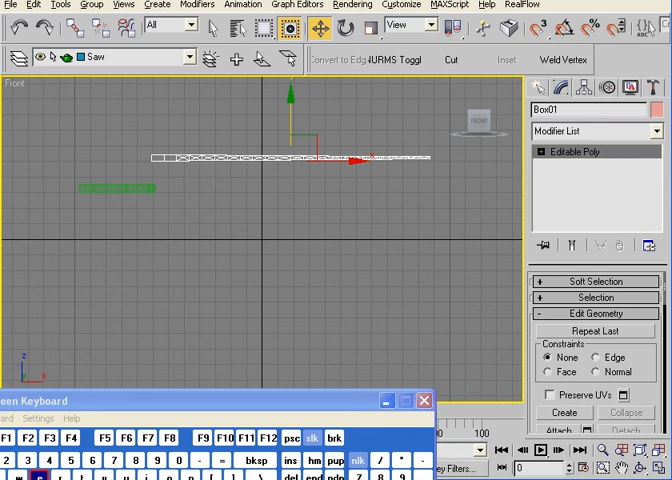 File Edit Tools Group Views Create Modifiers Animation Graph Editors Rendering Customize MAXScript Help RealFlow
All View
Saw Convert to Edg NURMS Toggl Cut Inset Weld Vertex
Front
FRONT
x
z
x
Box01
Modifier List
Editable Poly
+ Soft Selection
+ Selection
- Edit Geometry
Repeat Last
Constraints
None Edge
Face Normal
Preserve UVs
Create Collapse
Attach Detach
een Keyboard
ard Settings Help
F1 F2 F3 F4 F5 F6 F7 F8 F9 F10 F11 F12 psc slk brk
2 3 4 5 6 7 8 9 0 - = bksp ins hm pup nlk / * -
100
ey Filters...
0